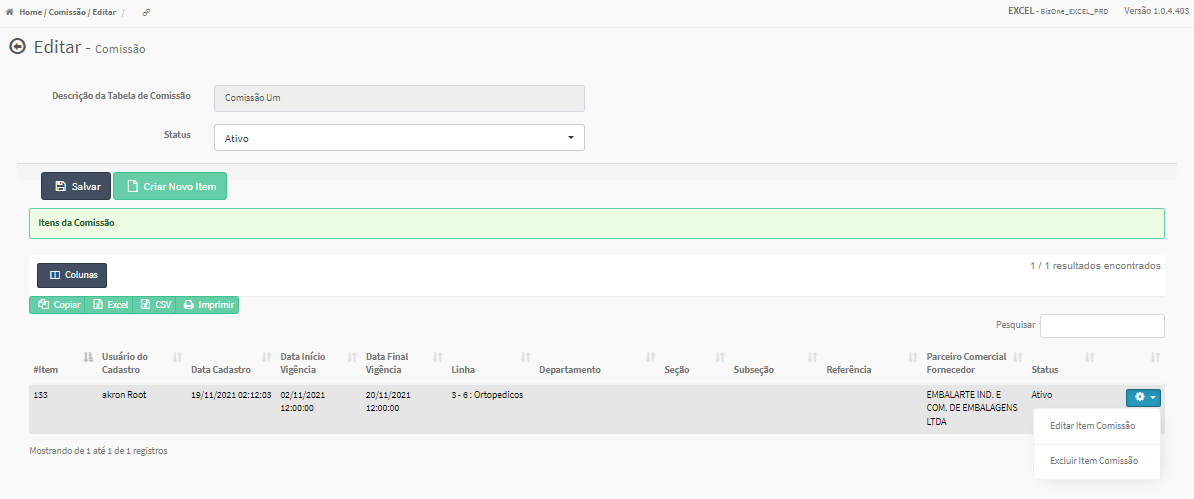 Home / Comissão / Editar /
EXCEL - BizOne_EXCEL_PRD Versão 1.0.4.403
Editar - Comissão
Descrição da Tabela de Comissão Comissão Um
Status Ativo
Salvar Criar Novo Item
Itens da Comissão
Colunas 1 / 1 resultados encontrados
Copiar Excel CSV Imprimir
Pesquisar
#Item Usuário do Cadastro Data Cadastro Data Início Vigência Data Final Vigência Linha Departamento Seção Subseção Referência Parceiro Comercial Fornecedor Status
133 akron Root 19/11/2021 02:12:03 02/11/2021 12:00:00 20/11/2021 12:00:00 3 - 6 : Ortopedicos EMBALARTE IND. E COM. DE EMBALAGENS LTDA Ativo
Editar Item Comissão
Excluir Item Comissão
Mostrando de 1 até 1 de 1 registros